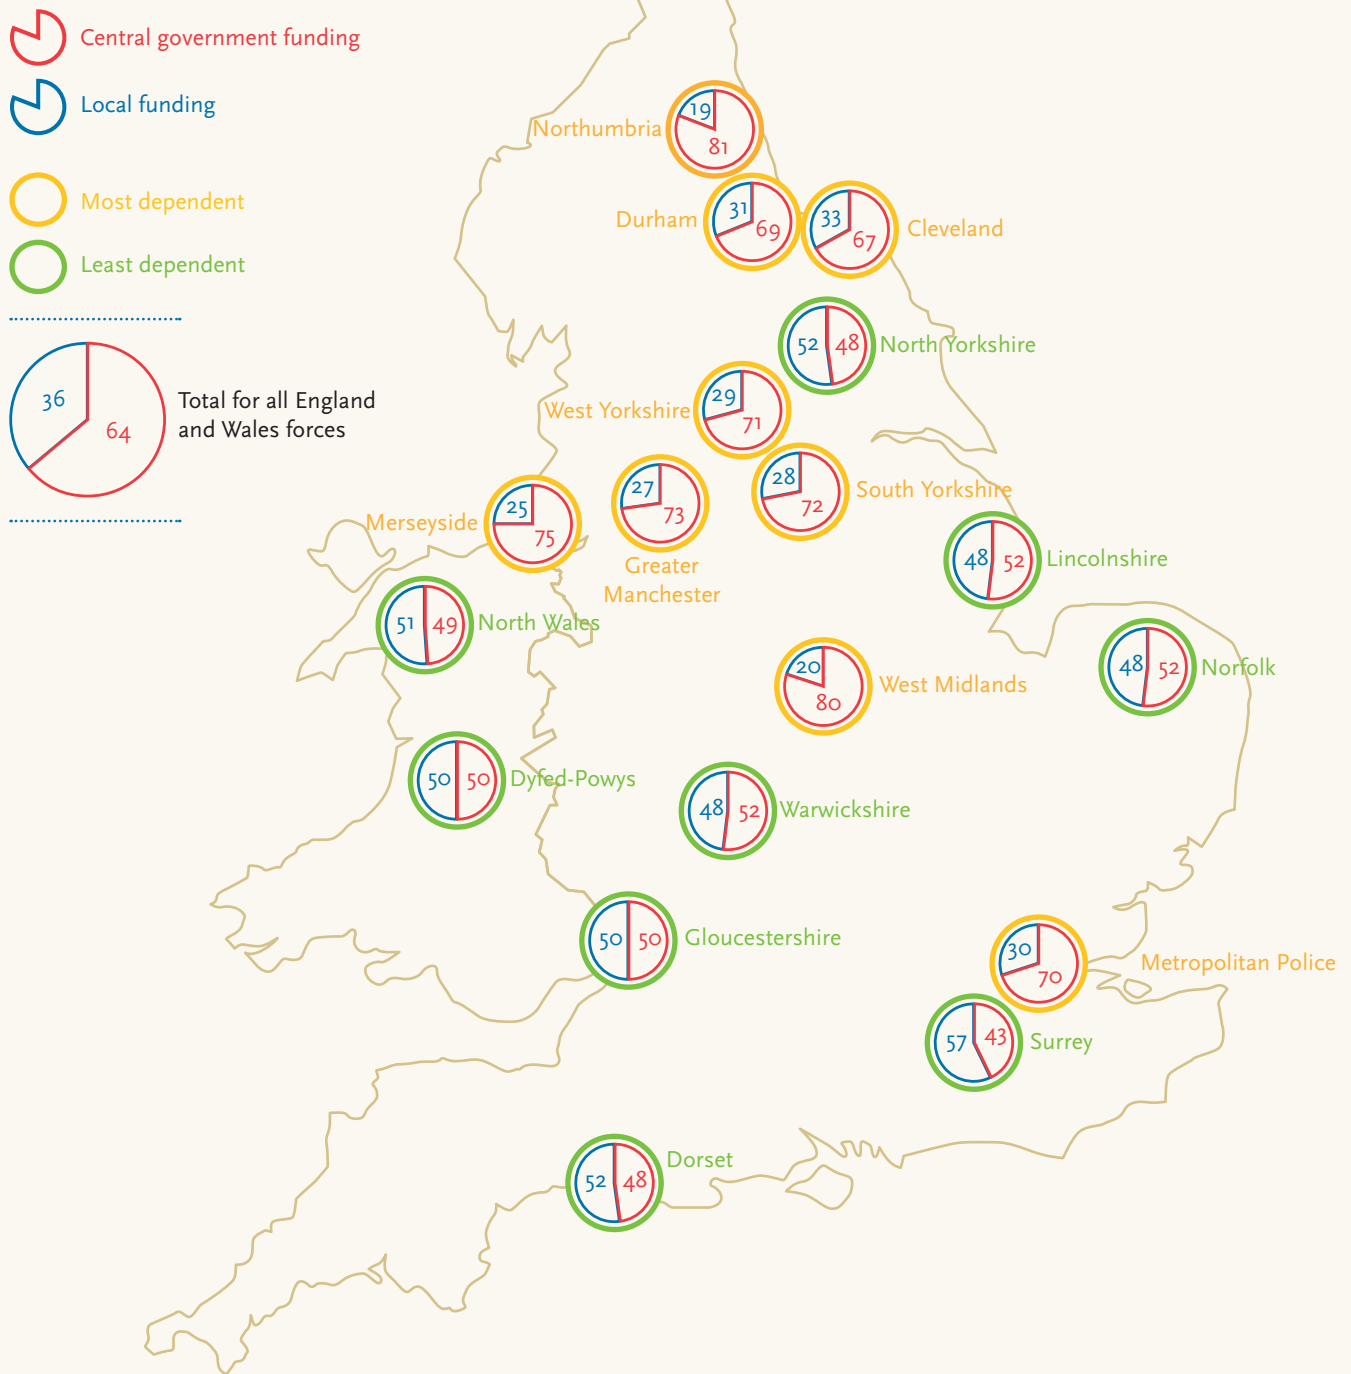 Central government funding
Local funding
Most dependent
Least dependent
36
64
Total for all England
and Wales forces
Northumbria
19
81
Durham
31
69
33
67
Cleveland
52
48
North Yorkshire
West Yorkshire
29
71
28
72
South Yorkshire
27
73
Greater
Manchester
Merseyside
25
75
48
52
Lincolnshire
51
49
North Wales
48
52
Norfolk
20
80
West Midlands
50
50
Dyfed-Powys
48
52
Warwickshire
50
50
Gloucestershire
30
70
Metropolitan Police
57
43
Surrey
52
48
Dorset